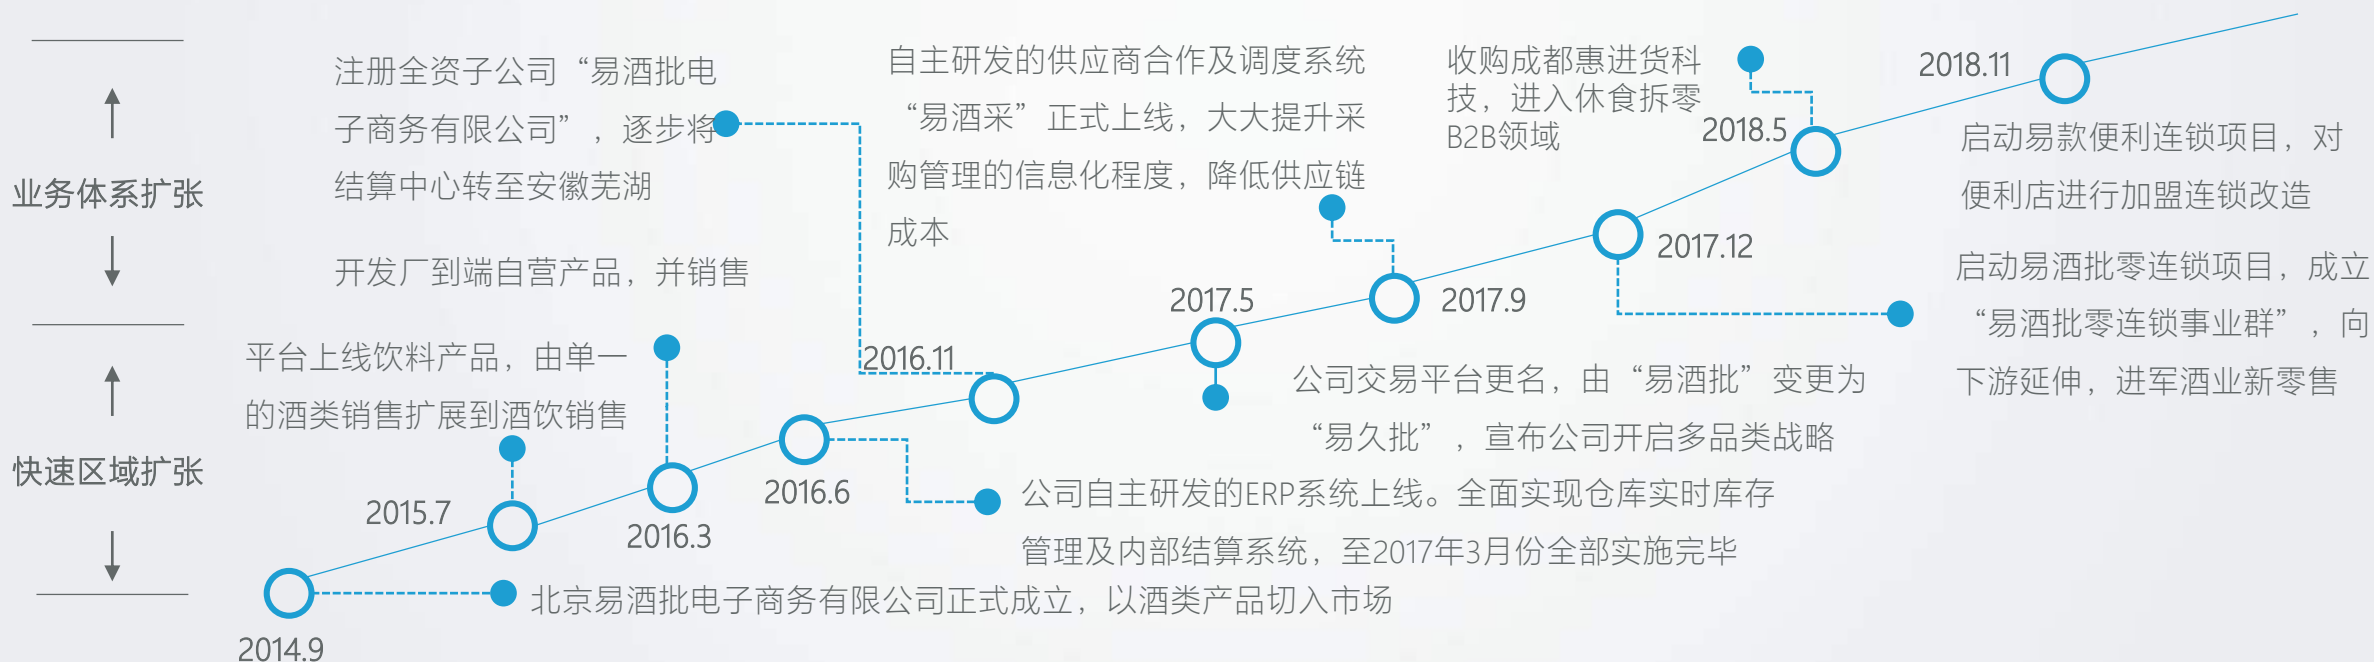 业务体系扩张
快速区域扩张
2014.9
北京易酒批电子商务有限公司正式成立，以酒类产品切入市场
2015.7
平台上线饮料产品，由单一
的酒类销售扩展到酒饮销售
2016.3
开发厂到端自营产品，并销售
2016.6
公司自主研发的ERP系统上线。全面实现仓库实时库存
管理及内部结算系统，至2017年3月份全部实施完毕
2016.11
注册全资子公司“易酒批电
子商务有限公司”，逐步将
结算中心转至安徽芜湖
2017.5
公司交易平台更名，由“易酒批”变更为
“易久批”，宣布公司开启多品类战略
2017.9
自主研发的供应商合作及调度系统
“易酒采”正式上线，大大提升采
购管理的信息化程度，降低供应链
成本
2017.12
启动易酒批零连锁项目，成立
“易酒批零连锁事业群”，向
下游延伸，进军酒业新零售
2018.5
收购成都惠进货科
技，进入休食拆零
B2B领域
2018.11
启动易款便利连锁项目，对
便利店进行加盟连锁改造